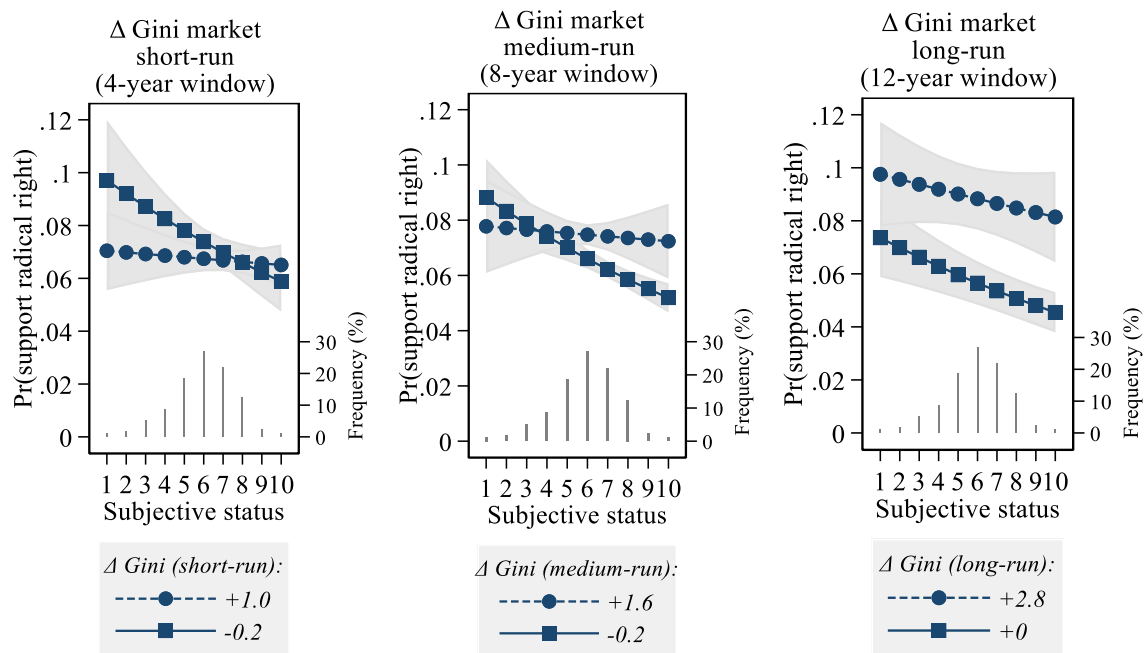 Δ Gini market
short-run
(4-year window)
Pr(support radical right)
.12
.1
.08
.06
.04
.02
0
30
20
10
0
Frequency (%)
1 2 3 4 5 6 7 8 9 10
Subjective status
Δ Gini (short-run):
+1.0
-0.2
Δ Gini market
medium-run
(8-year window)
Pr(support radical right)
.12
.1
.08
.06
.04
.02
0
30
20
10
0
Frequency (%)
1 2 3 4 5 6 7 8 9 10
Subjective status
Δ Gini (medium-run):
+1.6
-0.2
Δ Gini market
long-run
(12-year window)
Pr(support radical right)
.12
.1
.08
.06
.04
.02
0
30
20
10
0
Frequency (%)
1 2 3 4 5 6 7 8 9 10
Subjective status
Δ Gini (long-run):
+2.8
+0